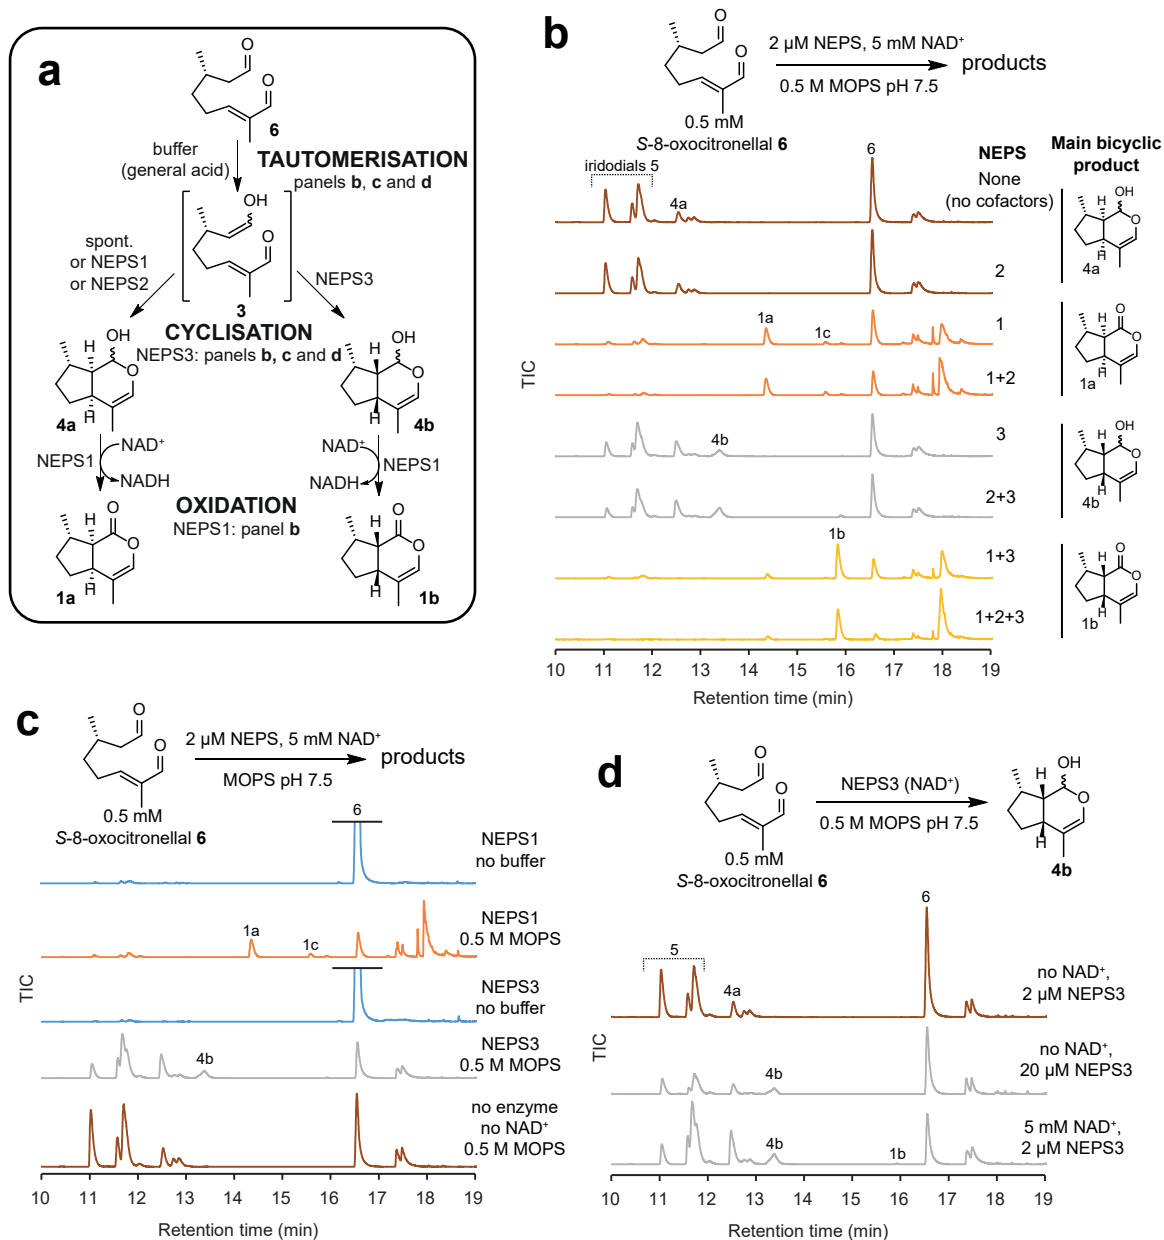 a
O
O
6
buffer
(general acid)
TAUTOMERISATION
panels b, c and d
OH
O
3
spont.
or NEPS1
or NEPS2
NEPS3
CYCLISATION
NEPS3: panels b, c and d
H
OH
O
H
4a
H
OH
O
H
4b
NEPS1
NAD+
NADH
NAD+
NADH
NEPS1
OXIDATION
NEPS1: panel b
H
O
O
H
1a
H
O
O
H
1b
b
O
O
0.5 mM
S-8-oxocitronellal 6
2 µM NEPS, 5 mM NAD+
0.5 M MOPS pH 7.5
products
NEPS
Main bicyclic
product
iridodials 5
4a
6
None
(no cofactors)
2
1a
1c
1
1+2
4b
3
2+3
1b
1+3
1+2+3
H
OH
O
H
4a
H
O
O
H
1a
H
OH
O
H
4b
H
O
O
H
1b
TIC
10 11 12 13 14 15 16 17 18 19
Retention time (min)
c
O
O
0.5 mM
S-8-oxocitronellal 6
2 µM NEPS, 5 mM NAD+
MOPS pH 7.5
products
6
NEPS1
no buffer
1a
1c
NEPS1
0.5 M MOPS
NEPS3
no buffer
4b
NEPS3
0.5 M MOPS
no enzyme
no NAD+
0.5 M MOPS
TIC
10 11 12 13 14 15 16 17 18 19
Retention time (min)
d
O
O
0.5 mM
S-8-oxocitronellal 6
NEPS3 (NAD+)
0.5 M MOPS pH 7.5
H
OH
O
H
4b
5
4a
6
no NAD+,
2 µM NEPS3
4b
no NAD+,
20 µM NEPS3
4b
1b
5 mM NAD+,
2 µM NEPS3
TIC
10 11 12 13 14 15 16 17 18 19
Retention time (min)